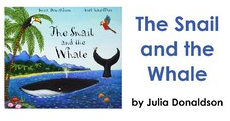 Julia Donaldson Axel Scheffler
The Snail
and the
Whale
The Snail
and the
Whale
by Julia Donaldson